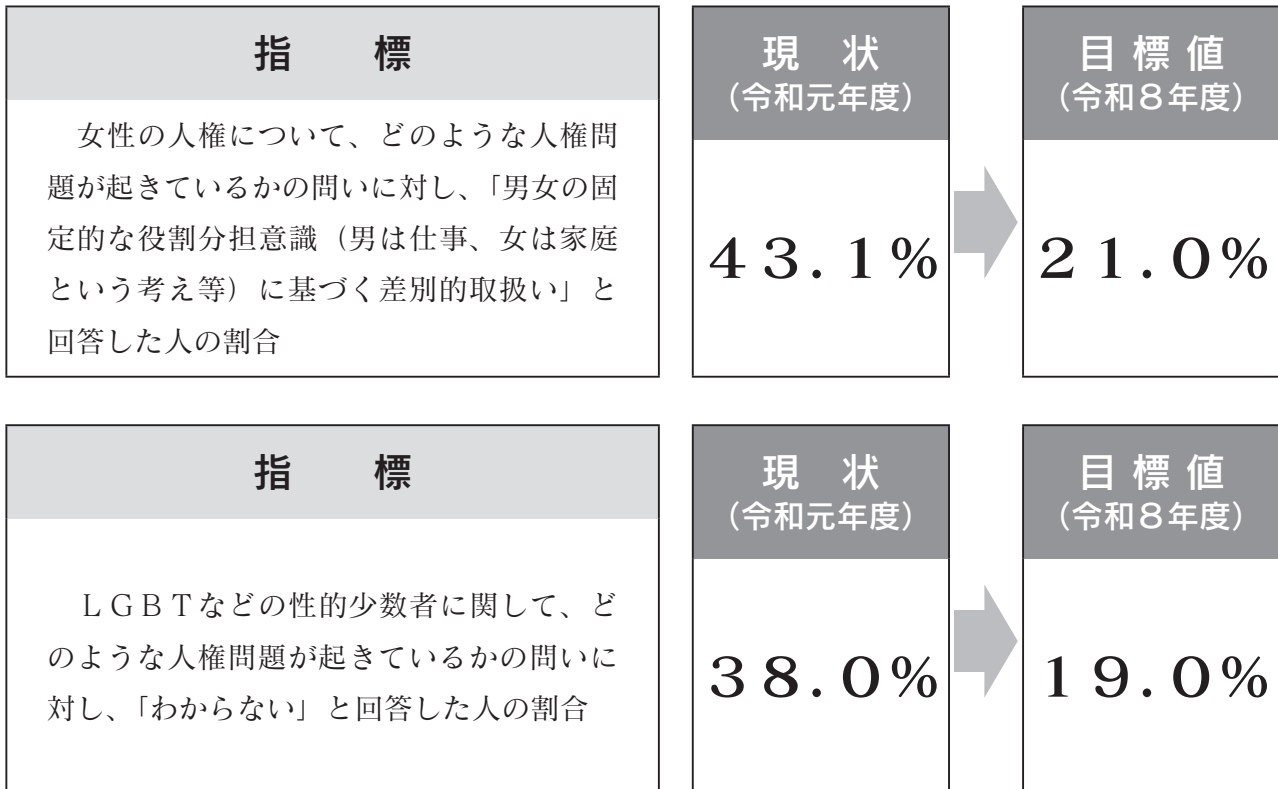 指　標
女性の人権について、どのような人権問
題が起きているかの問いに対し、「男女の固
定的な役割分担意識（男は仕事、女は家庭
という考え等）に基づく差別的取扱い」と
回答した人の割合
現　状
（令和元年度）
４３.１％
目標値
（令和８年度）
２１.０％
指　標
ＬＧＢＴなどの性的少数者に関して、ど
のような人権問題が起きているかの問いに
対し、「わからない」と回答した人の割合
現　状
（令和元年度）
３８.０％
目標値
（令和８年度）
１９.０％